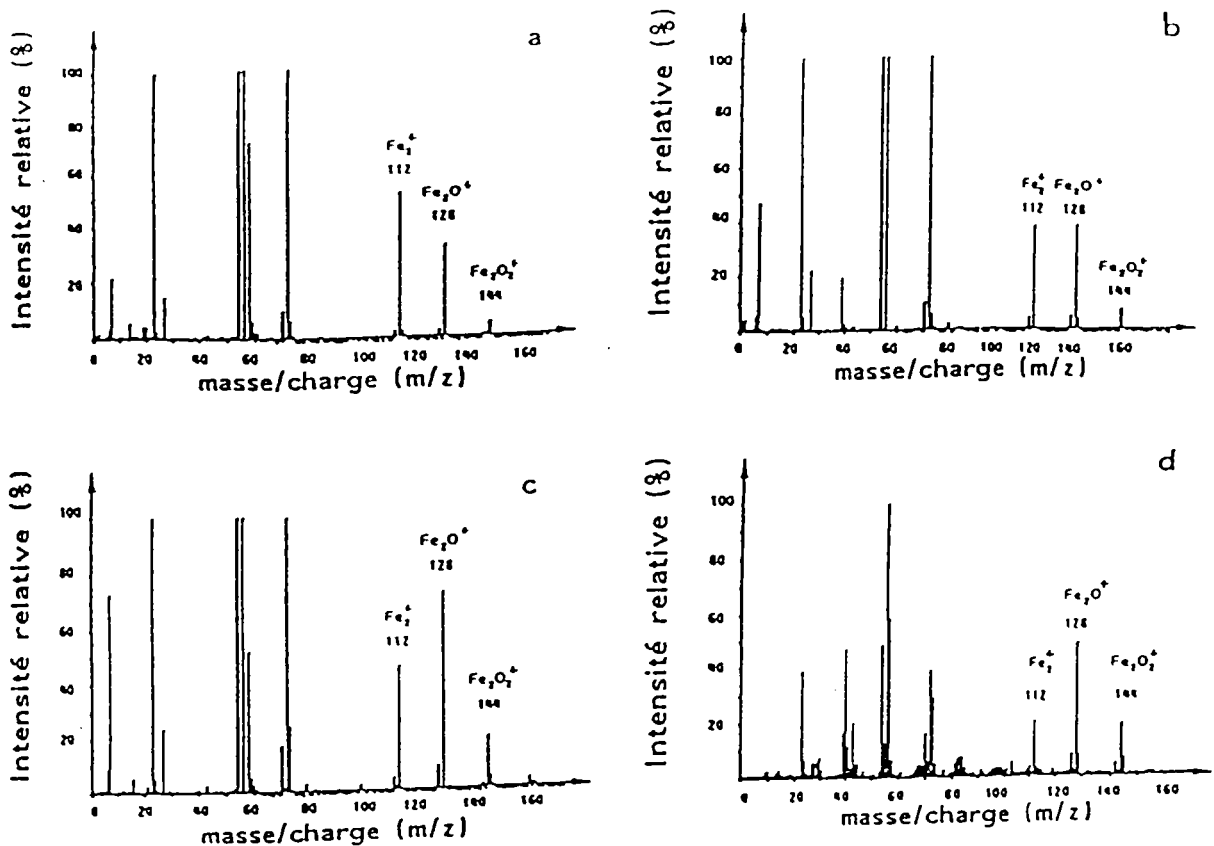 a
Intensité relative (%)
100
80
60
40
20
Fe₂⁺
112
Fe₂O⁺
128
Fe₂O₂⁺
144
0 20 40 60 80 100 120 140 160
masse/charge (m/z)
b
Intensité relative (%)
100
80
60
40
20
Fe₂⁺ Fe₂O⁺
112 128
Fe₂O₂⁺
144
0 20 40 60 80 100 120 140 160
masse/charge (m/z)
c
Intensité relative (%)
100
80
60
40
20
Fe₂O⁺
128
Fe₂⁺
112
Fe₂O₂⁺
144
0 20 40 60 80 100 120 140 160
masse/charge (m/z)
d
Intensité relative (%)
100
80
60
40
20
Fe₂O⁺
128
Fe₂⁺ Fe₂O₂⁺
112 144
0 20 40 60 80 100 120 140 160
masse/charge (m/z)